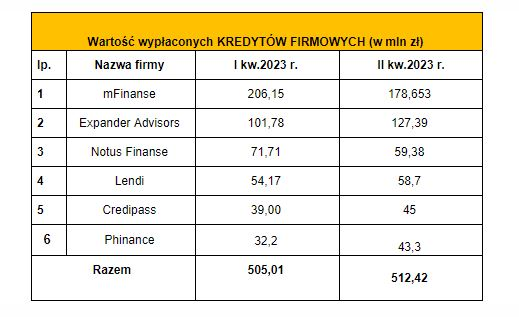 Wartość wypłaconych KREDYTÓW FIRMOWYCH (w mln zł)
lp. Nazwa firmy I kw.2023 r. II kw.2023 r.
1 mFinanse 206,15 178,653
2 Expander Advisors 101,78 127,39
3 Notus Finanse 71,71 59,38
4 Lendi 54,17 58,7
5 Credipass 39,00 45
6 Phinance 32,2 43,3
Razem 505,01 512,42